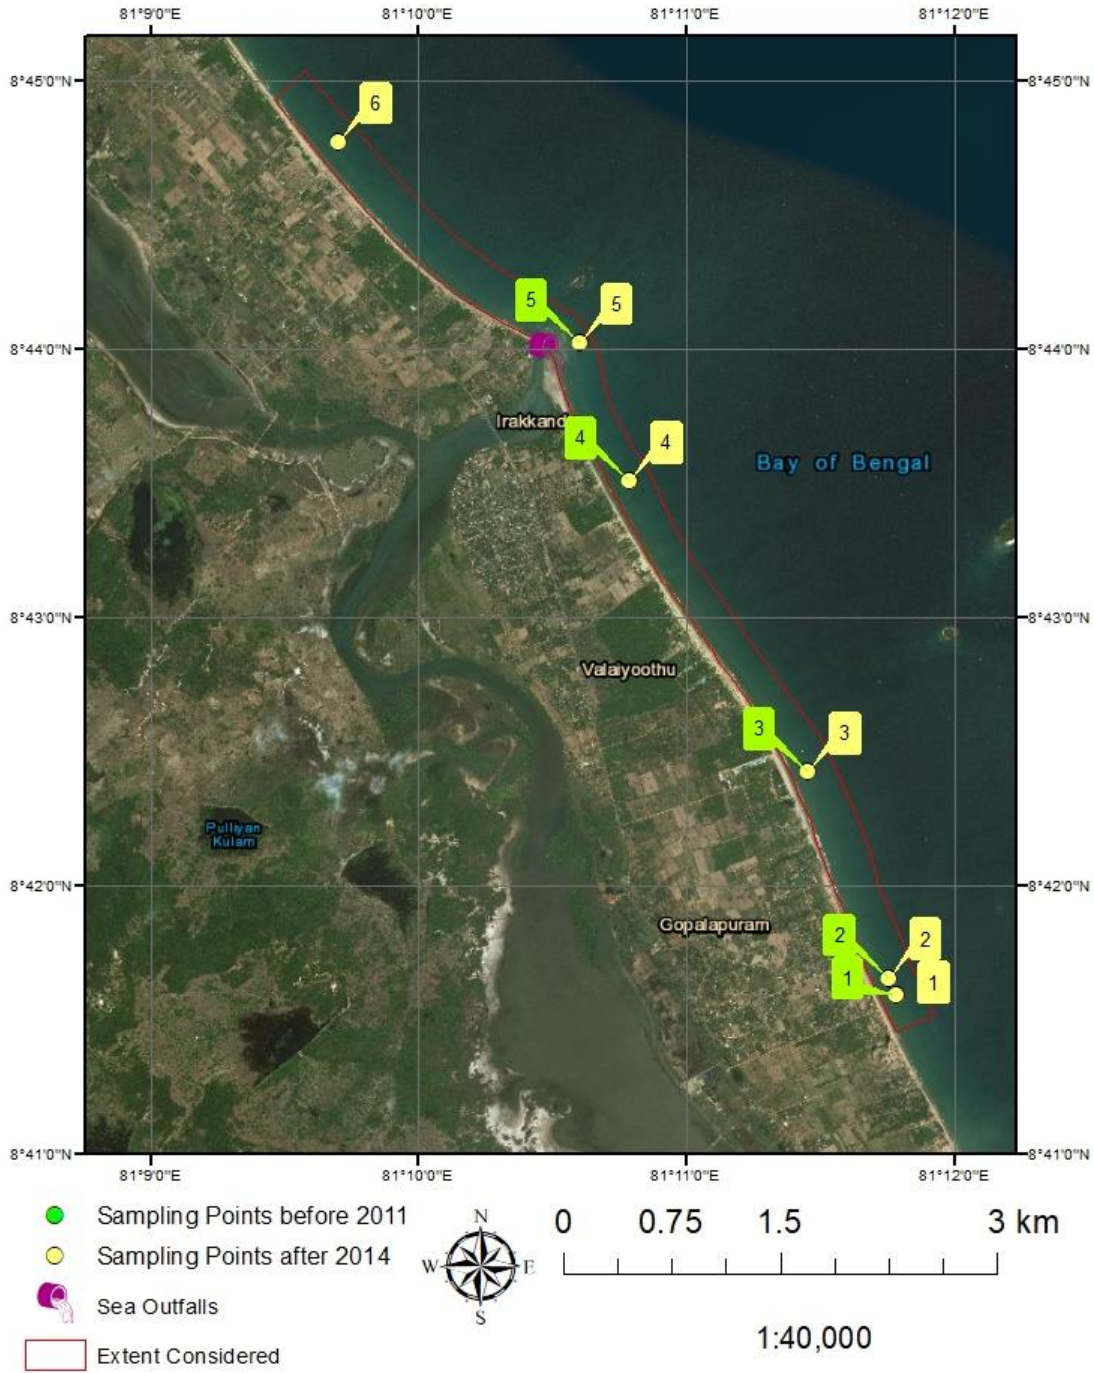 81°9'0"E 81°10'0"E 81°11'0"E 81°12'0"E
8°45'0"N 8°45'0"N
6
5 5
8°44'0"N 8°44'0"N
Irakkand
4 4
Bay of Bengal
8°43'0"N 8°43'0"N
Valaiyoothu
3 3
Pulliyan
Kulam
8°42'0"N 8°42'0"N
Gopalapuram
2 2
1 1
8°41'0"N 8°41'0"N
81°9'0"E 81°10'0"E 81°11'0"E 81°12'0"E
Sampling Points before 2011
Sampling Points after 2014
Sea Outfalls
Extent Considered
N
W E
S
0 0.75 1.5 3 km
1:40,000